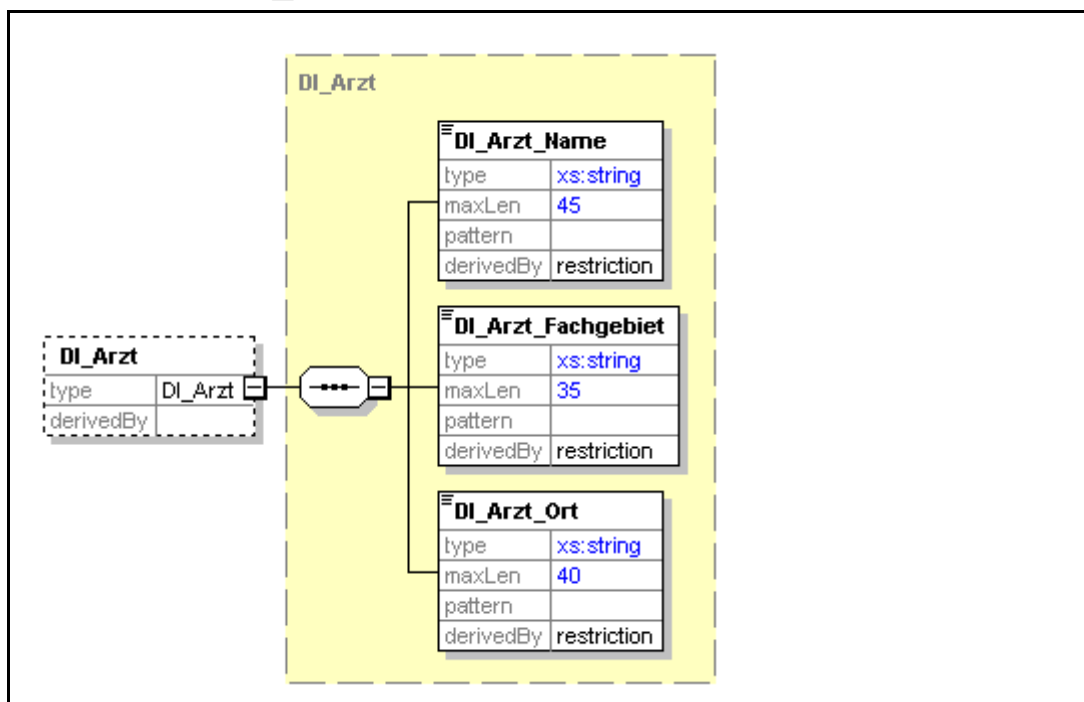 DI_Arzt
DI_Arzt_Name
type xs:string
maxLen 45
pattern
derivedBy restriction
DI_Arzt_Fachgebiet
type xs:string
maxLen 35
pattern
derivedBy restriction
DI_Arzt
type DI_Arzt
derivedBy
DI_Arzt_Ort
type xs:string
maxLen 40
pattern
derivedBy restriction